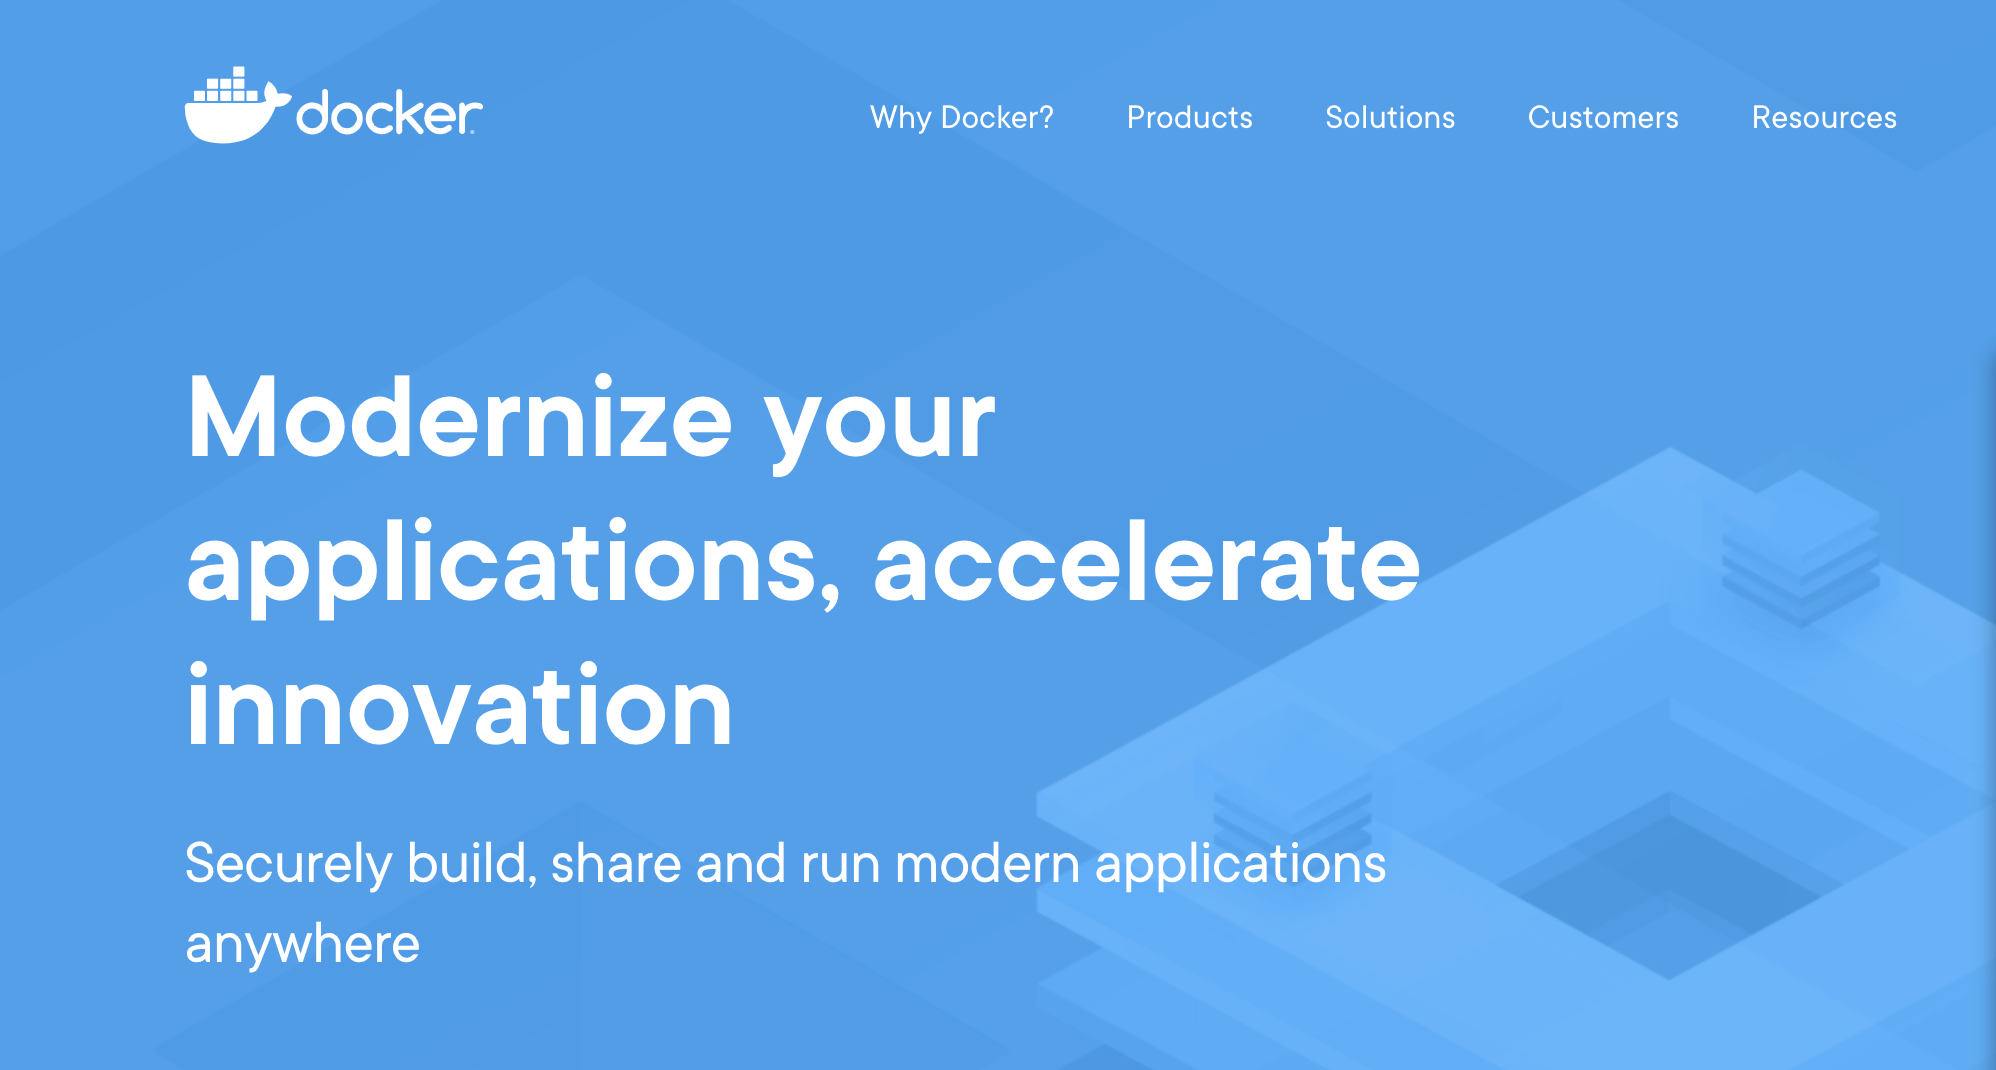 docker
Why Docker? Products Solutions Customers Resources
Modernize your
applications, accelerate
innovation
Securely build, share and run modern applications
anywhere